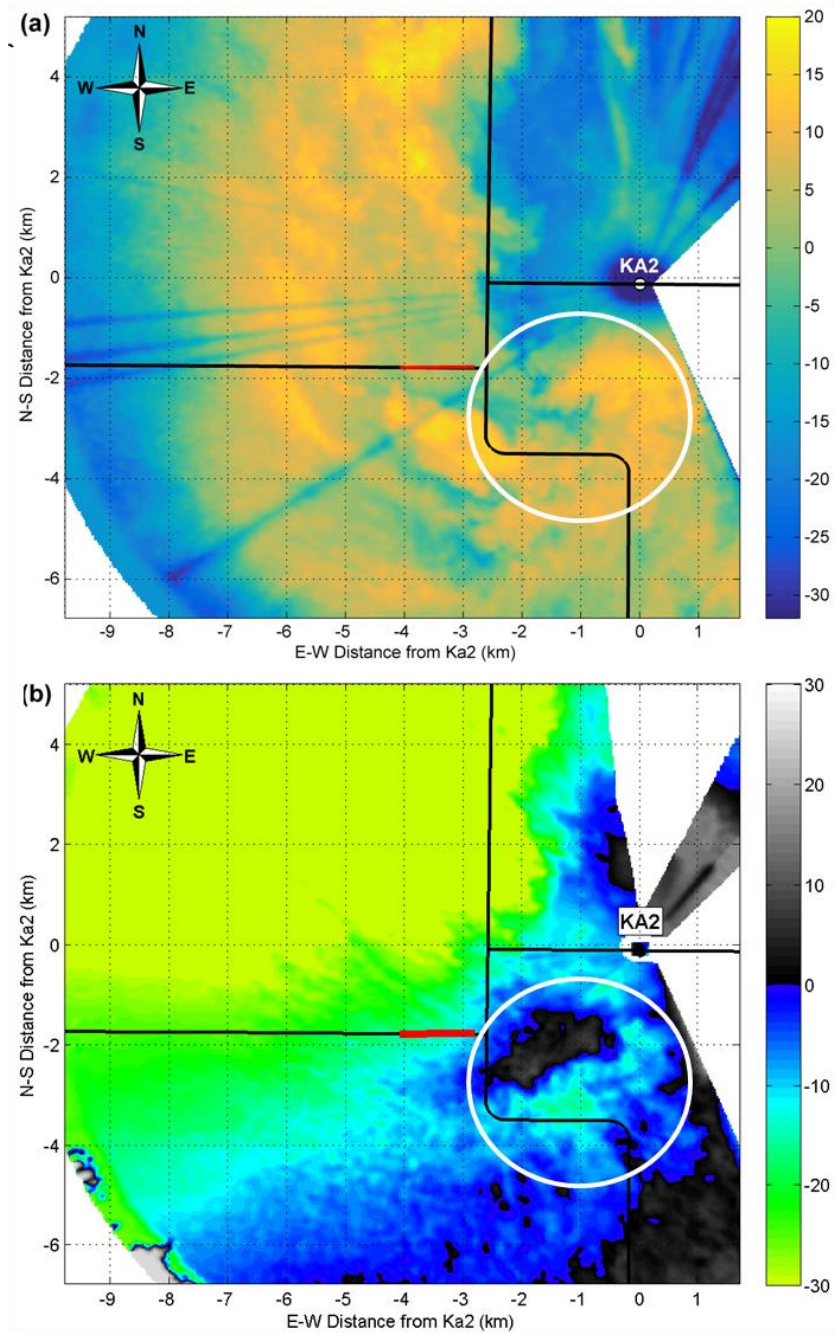 (a)
N
W E
S
KA2
N-S Distance from Ka2 (km)
4
2
0
-2
-4
-6
-9 -8 -7 -6 -5 -4 -3 -2 -1 0 1
E-W Distance from Ka2 (km)
20
15
10
5
0
-5
-10
-15
-20
-25
-30
(b)
N
W E
S
KA2
N-S Distance from Ka2 (km)
4
2
0
-2
-4
-6
-9 -8 -7 -6 -5 -4 -3 -2 -1 0 1
E-W Distance from Ka2 (km)
30
20
10
0
-10
-20
-30